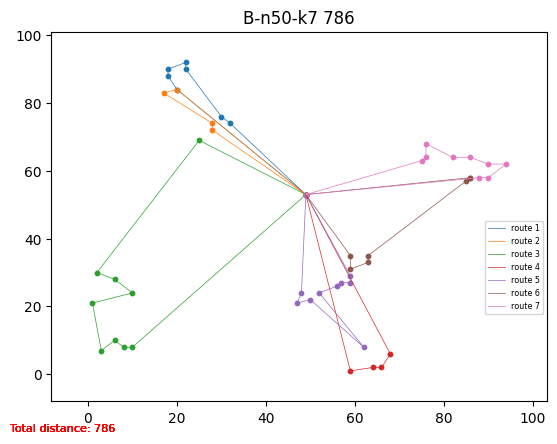 B-n50-k7 786
100
80
60
40
20
0
0 20 40 60 80 100
route 1
route 2
route 3
route 4
route 5
route 6
route 7
Total distance: 786